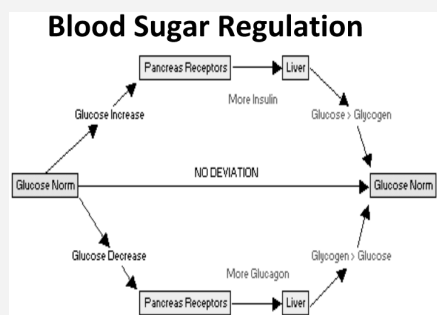 Blood Sugar Regulation
Pancreas Receptors
Liver
More Insulin
Glucose Increase
Glucose > Glycogen
NO DEVIATION
Glucose Norm
Glucose Norm
Glucose Decrease
Glycogen > Glucose
More Glucagon
Pancreas Receptors
Liver